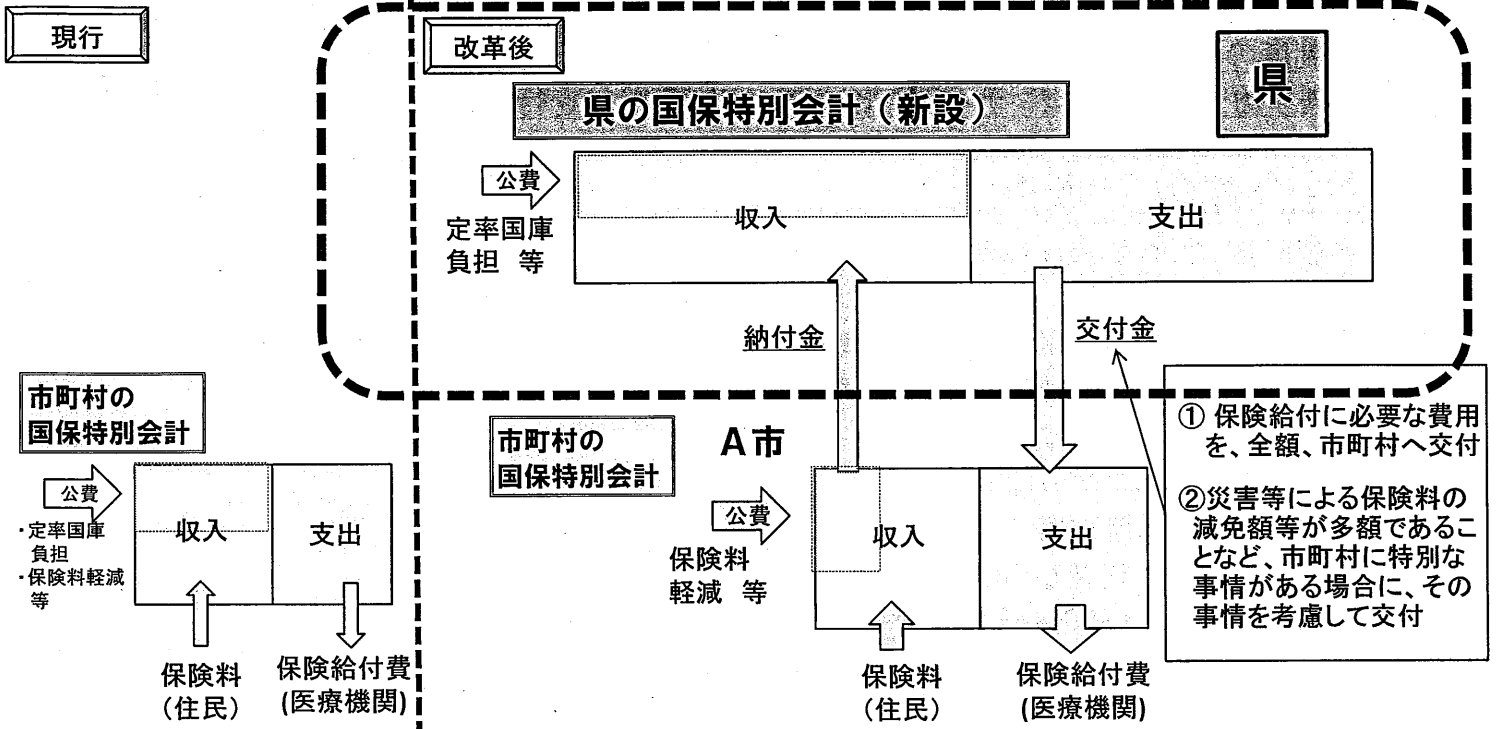 現行
市町村の
国保特別会計
公費
・定率国庫
負担
・保険料軽減
等
収入
支出
保険料
（住民）
保険給付費
(医療機関)
改革後
県の国保特別会計（新設）
県
公費
定率国庫
負担 等
収入
支出
納付金
交付金
市町村の
国保特別会計
A市
公費
保険料
軽減 等
収入
支出
保険料
（住民）
保険給付費
(医療機関)
① 保険給付に必要な費用
を、全額、市町村へ交付
②災害等による保険料の
減免額等が多額であるこ
となど、市町村に特別な
事情がある場合に、その
事情を考慮して交付